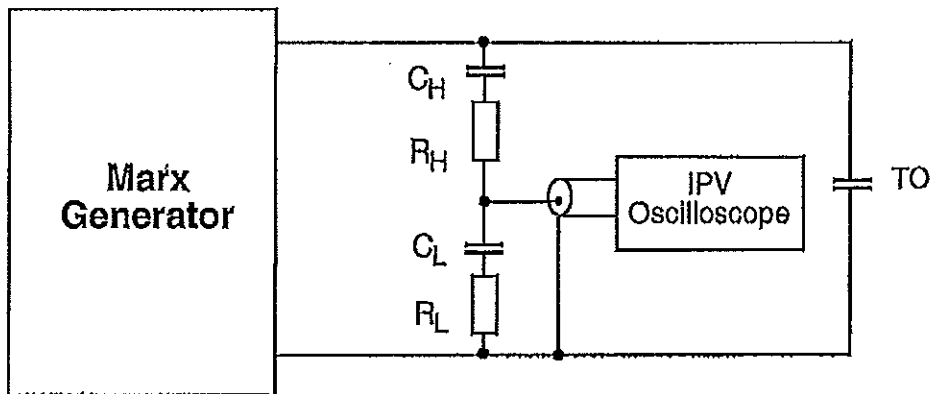 Marx
Generator
C_H
R_H
C_L
R_L
IPV
Oscilloscope
TO